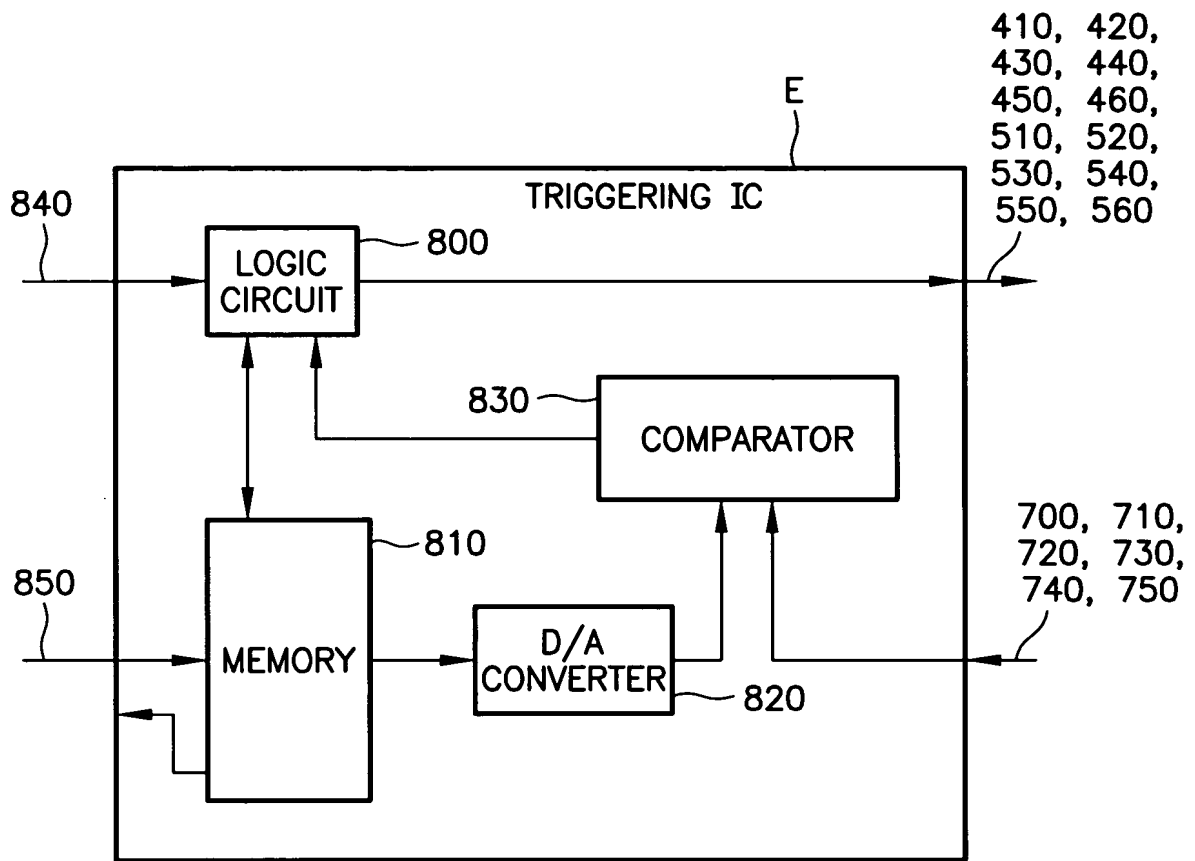 410, 420,
430, 440,
450, 460,
510, 520,
530, 540,
550, 560
E
TRIGGERING IC
840
800
LOGIC
CIRCUIT
830
COMPARATOR
700, 710,
720, 730,
740, 750
810
850
MEMORY
D/A
CONVERTER
820